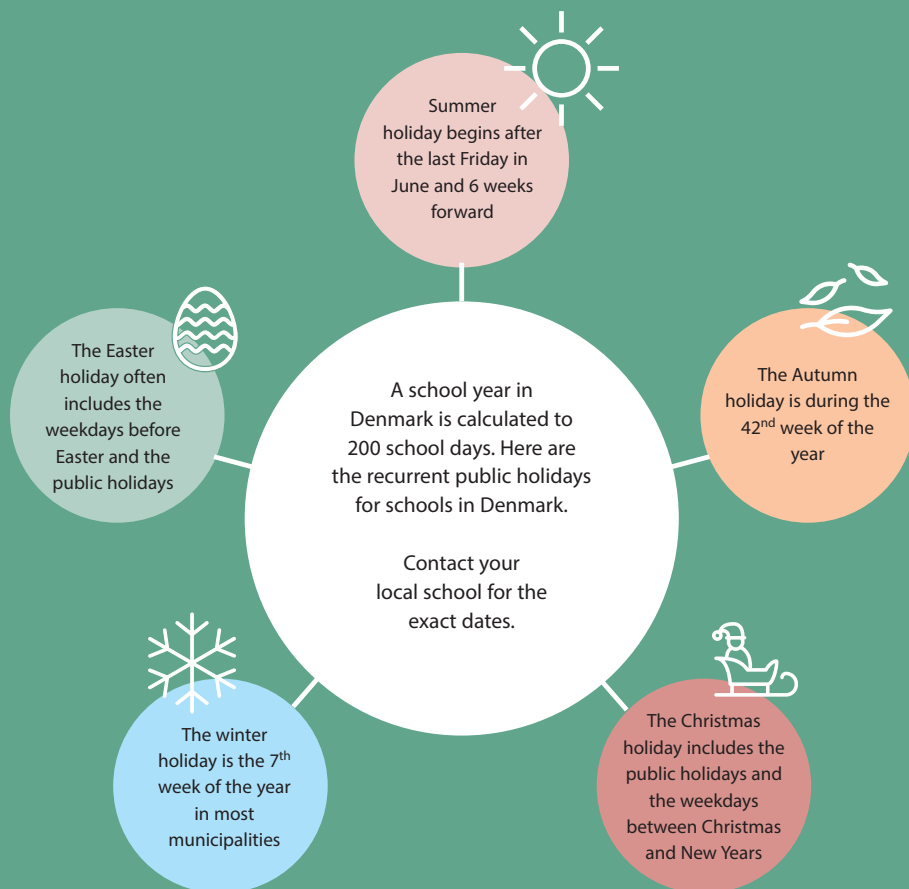 Summer
holiday begins after
the last Friday in
June and 6 weeks
forward
The Easter
holiday often
includes the
weekdays before
Easter and the
public holidays
A school year in
Denmark is calculated to
200 school days. Here are
the recurrent public holidays
for schools in Denmark.
Contact your
local school for the
exact dates.
The Autumn
holiday is during the
42nd week of the
year
The winter
holiday is the 7th
week of the year
in most
municipalities
The Christmas
holiday includes the
public holidays and
the weekdays
between Christmas
and New Years